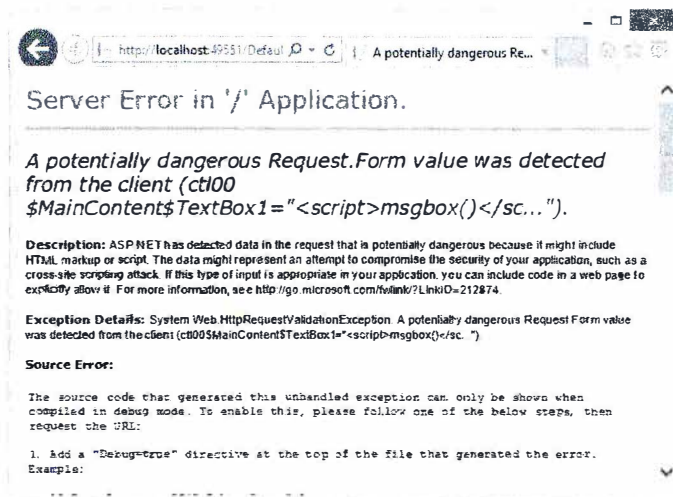 http://localhost:49551/Defaul
A potentially dangerous Re...
Server Error in '/' Application.
A potentially dangerous Request.Form value was detected
from the client (ctl00
$MainContent$TextBox1="<script>msgbox()</sc...").
Description: ASP.NET has detected data in the request that is potentially dangerous because it might include
HTML markup or script. The data might represent an attempt to compromise the security of your application, such as a
cross-site scripting attack. If this type of input is appropriate in your application, you can include code in a web page to
explicitly allow it. For more information, see http://go.microsoft.com/fwlink/?LinkID=212874.
Exception Details: System.Web.HttpRequestValidationException: A potentially dangerous Request.Form value
was detected from the client (ctl00$MainContent$TextBox1="<script>msgbox()</sc...").
Source Error:
The source code that generated this unhandled exception can only be shown when
compiled in debug mode. To enable this, please follow one of the below steps, then
request the URL:
1. Add a "Debug=true" directive at the top of the file that generated the error.
Example: